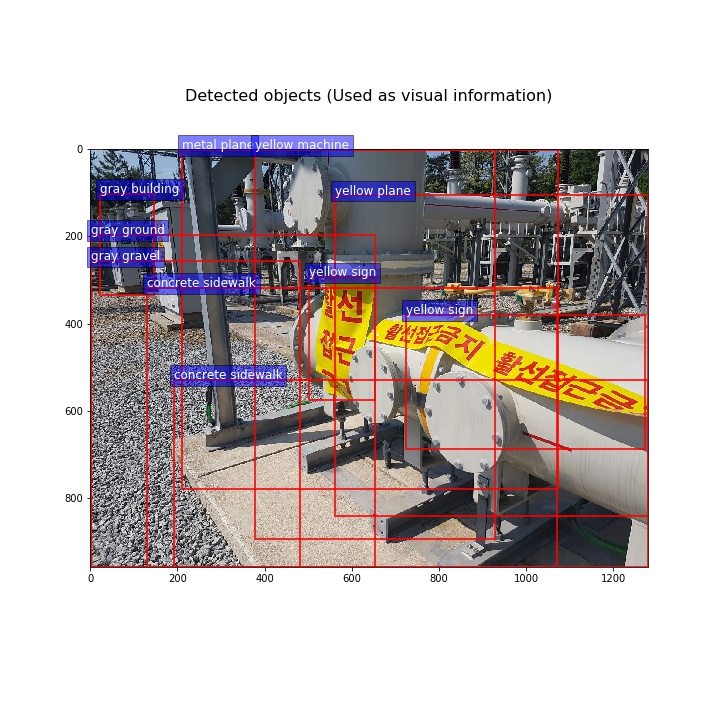 Detected objects (Used as visual information)
metal plane
yellow machine
gray building
yellow plane
gray ground
gray gravel
yellow sign
concrete sidewalk
yellow sign
concrete sidewalk
선
접근
활선접근금지 활선접근금
0
200
400
600
800
0 200 400 600 800 1000 1200